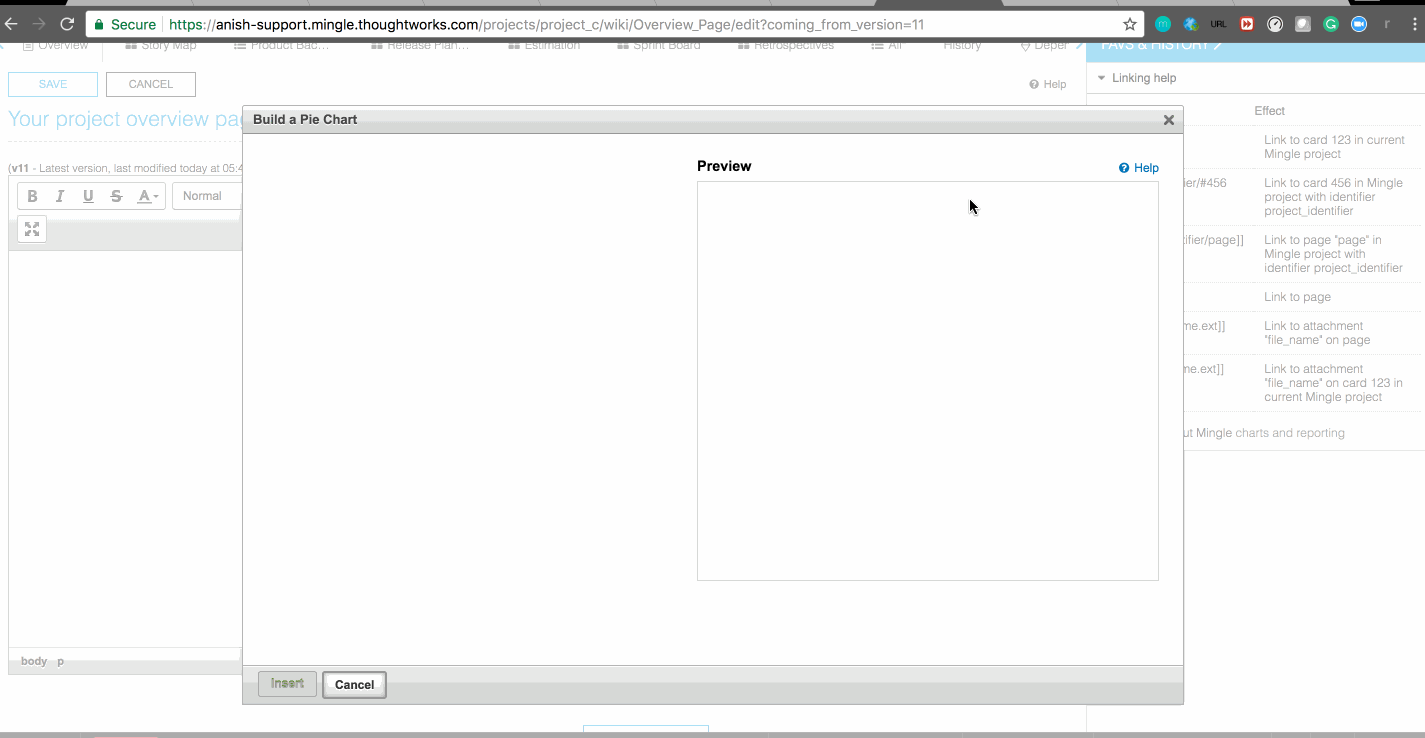 Secure https://anish-support.mingle.thoughtworks.com/projects/project_c/wiki/Overview_Page/edit?coming_from_version=11
URL
Overview Story Map Product Bac... Release Plan... Estimation Sprint Board Retrospectives All History Deper
FAVS & HISTORY
SAVE CANCEL Help
Linking help
Your project overview pa
(v11 - Latest version, last modified today at 05:4
B I U S A Normal
Build a Pie Chart
Preview
Help
Effect
Link to card 123 in current
Mingle project
ier/#456
Link to card 456 in Mingle
project with identifier
project_identifier
ifier/page]]
Link to page "page" in
Mingle project with
identifier project_identifier
Link to page
me.ext]]
Link to attachment
"file_name" on page
me.ext]]
Link to attachment
"file_name" on card 123 in
current Mingle project
ut Mingle charts and reporting
body p
Insert Cancel